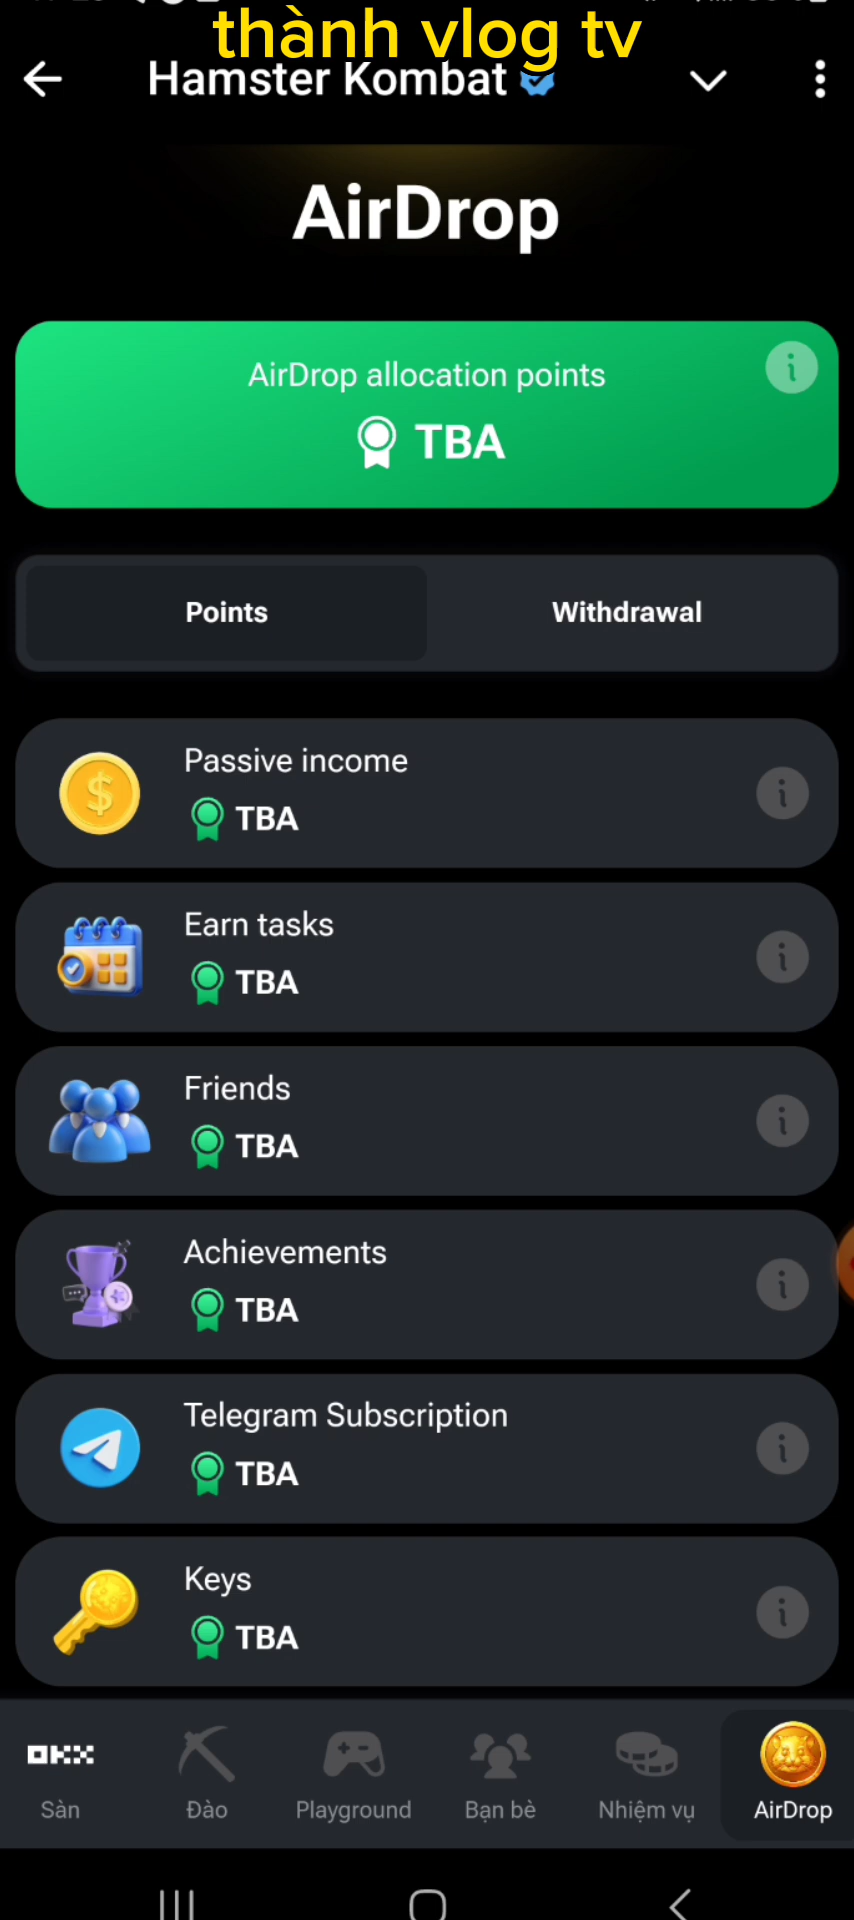 thành vlog tv
Hamster Kombat
AirDrop
AirDrop allocation points
TBA
Points
Withdrawal
Passive income
TBA
Earn tasks
TBA
Friends
TBA
Achievements
TBA
Telegram Subscription
TBA
Keys
TBA
OKX
Sàn
Đào
Playground
Bạn bè
Nhiệm vụ
AirDrop